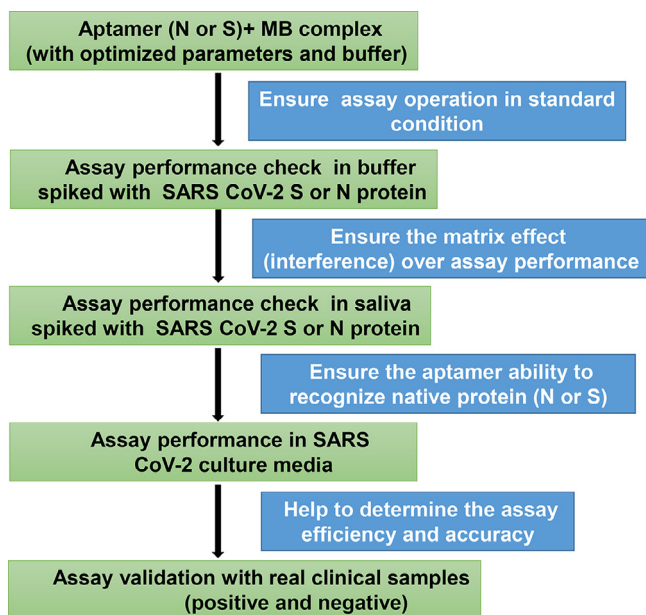 Aptamer (N or S)+ MB complex
(with optimized parameters and buffer)
Ensure assay operation in standard
condition
Assay performance check in buffer
spiked with SARS CoV-2 S or N protein
Ensure the matrix effect
(interference) over assay performance
Assay performance check in saliva
spiked with SARS CoV-2 S or N protein
Ensure the aptamer ability to
recognize native protein (N or S)
Assay performance in SARS
CoV-2 culture media
Help to determine the assay
efficiency and accuracy
Assay validation with real clinical samples
(positive and negative)